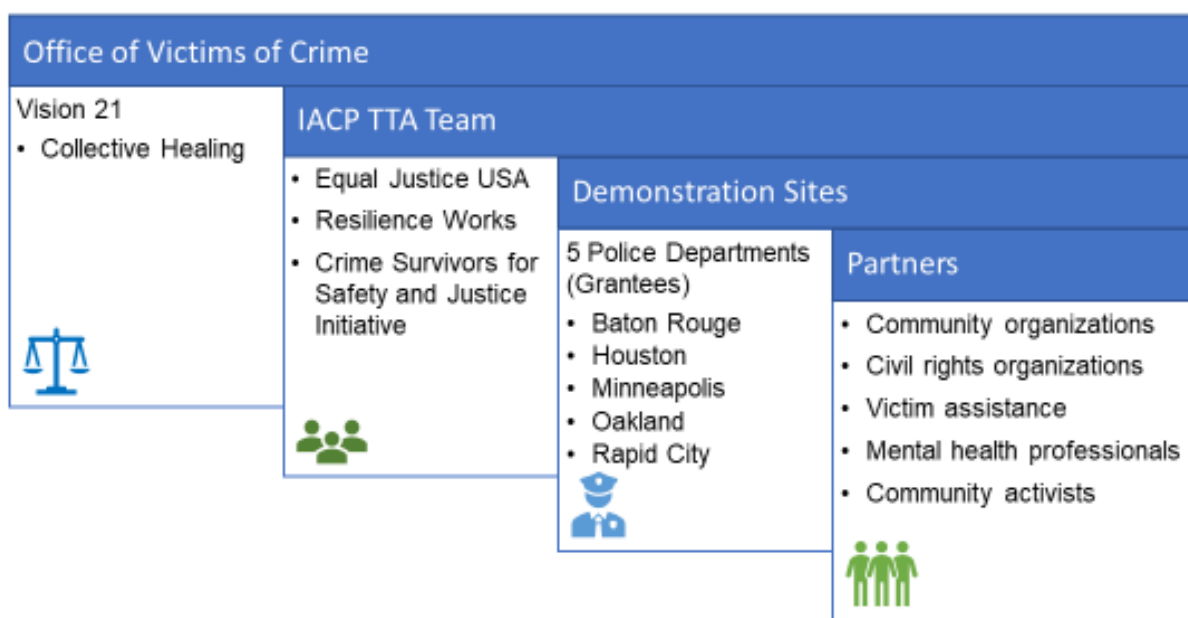 Office of Victims of Crime
Vision 21
• Collective Healing
IACP TTA Team
• Equal Justice USA
• Resilience Works
• Crime Survivors for
Safety and Justice
Initiative
Demonstration Sites
5 Police Departments
(Grantees)
• Baton Rouge
• Houston
• Minneapolis
• Oakland
• Rapid City
Partners
• Community organizations
• Civil rights organizations
• Victim assistance
• Mental health professionals
• Community activists